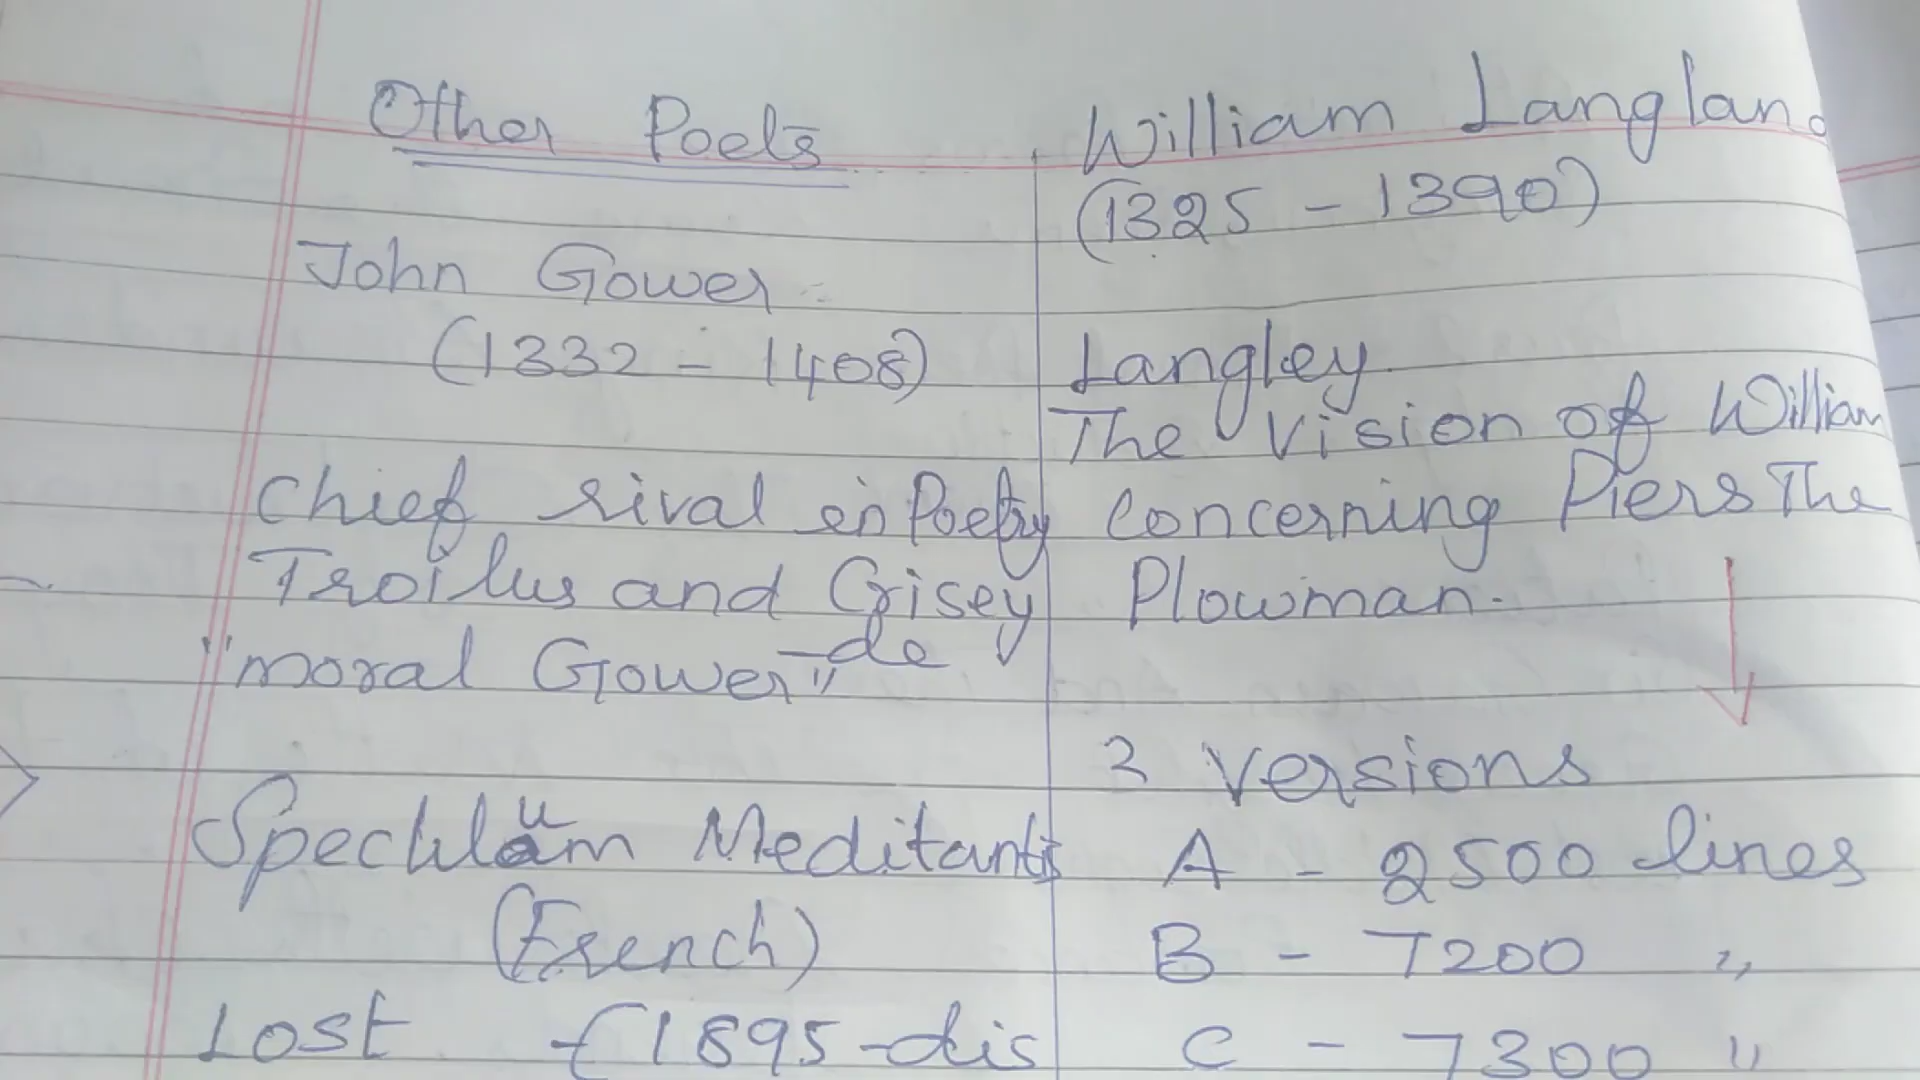 Other Poets
John Gower
(1332 - 1408)
Chief rival in Poetry
Troilus and Crisey
-de
"moral Gower"
Speculum Meditantis
(French)
Lost - (1895 - dis
William Langland
(1325 - 1390)
Langley
The Vision of William
Concerning Piers The
Plowman.
3 Versions
A - 2500 lines
B - 7200 "
C - 7300 "